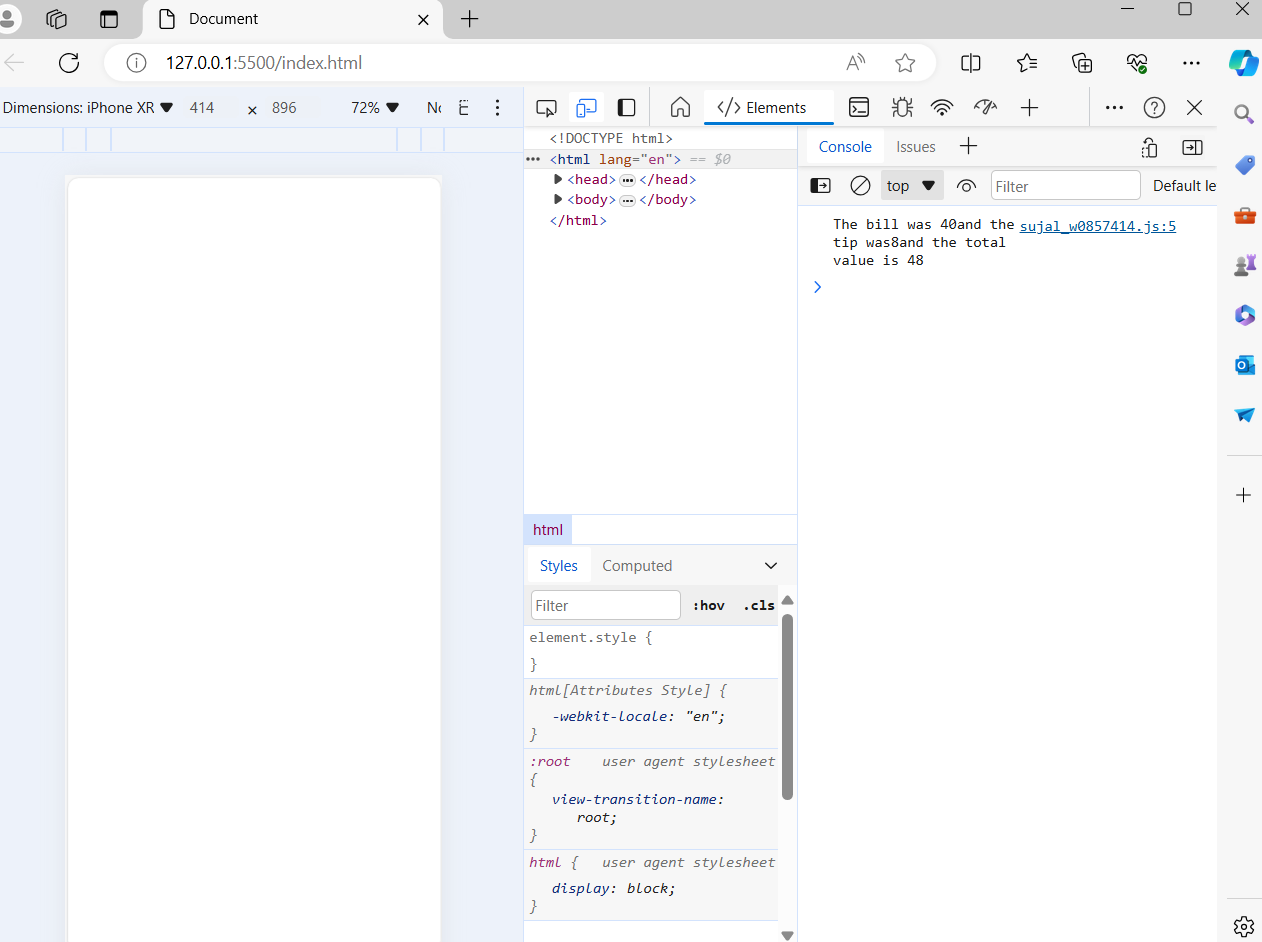 Document
127.0.0.1:5500/index.html
Dimensions: iPhone XR 414 × 896 72%
Elements
<!DOCTYPE html>
<html lang="en"> == $0
<head> </head>
<body> </body>
</html>
html
Styles Computed
Filter :hov .cls
element.style {
}
html[Attributes Style] {
-webkit-locale: "en";
}
:root user agent stylesheet
{
view-transition-name:
root;
}
html { user agent stylesheet
display: block;
}
Console Issues
top Filter Default le
The bill was 40and the sujal_w0857414.js:5
tip was8and the total
value is 48